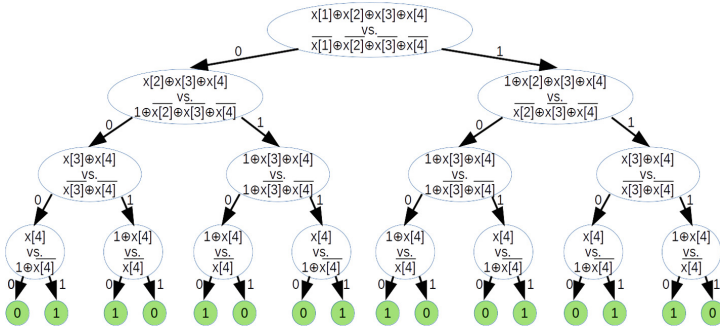 x[1]⊕x[2]⊕x[3]⊕x[4]
vs.
x̅[1]⊕x̅[2]⊕x̅[3]⊕x̅[4]
0 1
x[2]⊕x[3]⊕x[4]
vs.
1⊕x̅[2]⊕x̅[3]⊕x̅[4]
1⊕x[2]⊕x[3]⊕x[4]
vs.
x̅[2]⊕x̅[3]⊕x̅[4]
0 1 0 1
x[3]⊕x[4]
vs.
x̅[3]⊕x̅[4]
1⊕x[3]⊕x[4]
vs.
1⊕x̅[3]⊕x̅[4]
1⊕x[3]⊕x[4]
vs.
1⊕x̅[3]⊕x̅[4]
x[3]⊕x[4]
vs.
x̅[3]⊕x̅[4]
0 1 0 1 0 1 0 1
x[4]
vs.
1⊕x̅[4]
1⊕x[4]
vs.
x̅[4]
1⊕x[4]
vs.
x̅[4]
x[4]
vs.
1⊕x̅[4]
1⊕x[4]
vs.
x̅[4]
x[4]
vs.
1⊕x̅[4]
x[4]
vs.
1⊕x̅[4]
1⊕x[4]
vs.
x̅[4]
0 1 0 1 0 1 0 1 0 1 0 1 0 1 0 1
0 1 1 0 1 0 0 1 1 0 0 1 0 1 1 0